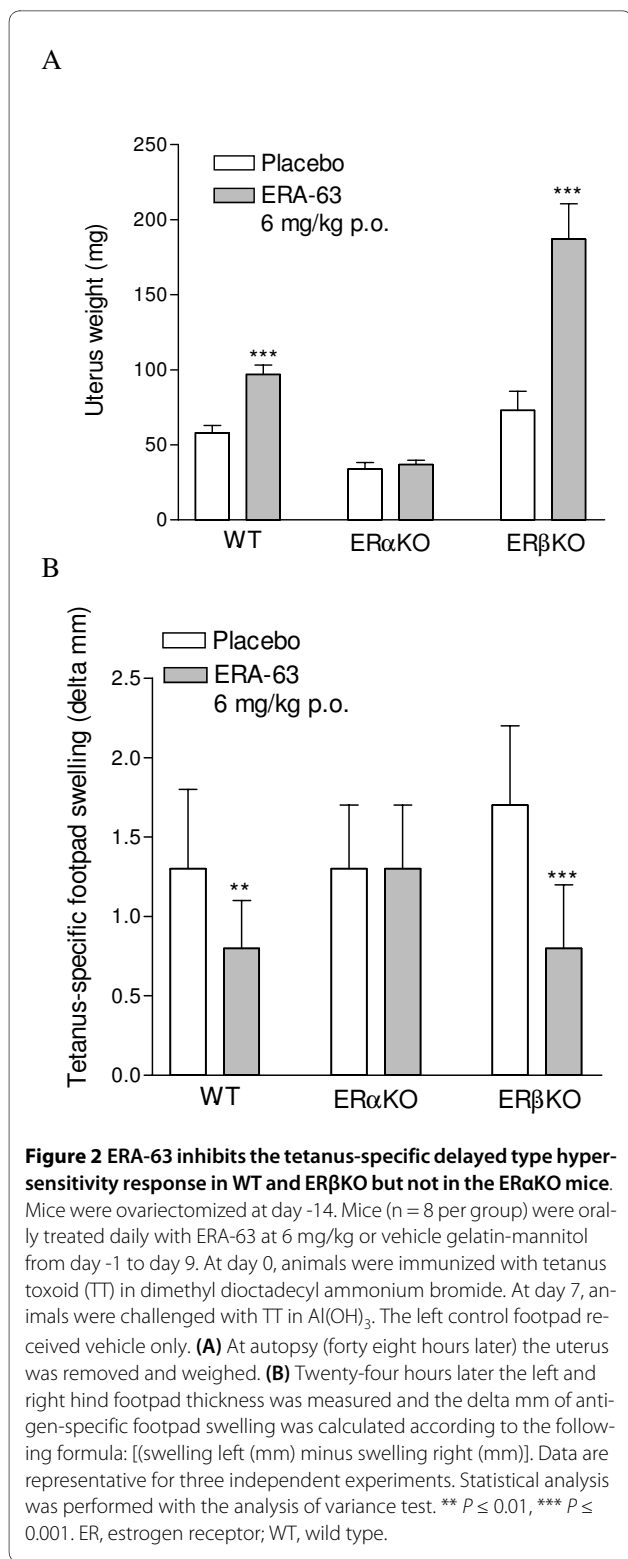 A
250
200
150
100
50
0
Uterus weight (mg)
Placebo
ERA-63
6 mg/kg p.o.
***
***
WT
ERαKO
ERβKO
B
2.5
2.0
1.5
1.0
0.5
0.0
Tetanus-specific footpad swelling (delta mm)
Placebo
ERA-63
6 mg/kg p.o.
**
***
WT
ERαKO
ERβKO
Figure 2 ERA-63 inhibits the tetanus-specific delayed type hyper-
sensitivity response in WT and ERβKO but not in the ERαKO mice.
Mice were ovariectomized at day -14. Mice (n = 8 per group) were oral-
ly treated daily with ERA-63 at 6 mg/kg or vehicle gelatin-mannitol
from day -1 to day 9. At day 0, animals were immunized with tetanus
toxoid (TT) in dimethyl dioctadecyl ammonium bromide. At day 7, an-
imals were challenged with TT in Al(OH)₃. The left control footpad re-
ceived vehicle only. (A) At autopsy (forty eight hours later) the uterus
was removed and weighed. (B) Twenty-four hours later the left and
right hind footpad thickness was measured and the delta mm of anti-
gen-specific footpad swelling was calculated according to the follow-
ing formula: [(swelling left (mm) minus swelling right (mm)]. Data are
representative for three independent experiments. Statistical analysis
was performed with the analysis of variance test. ** P ≤ 0.01, *** P ≤
0.001. ER, estrogen receptor; WT, wild type.